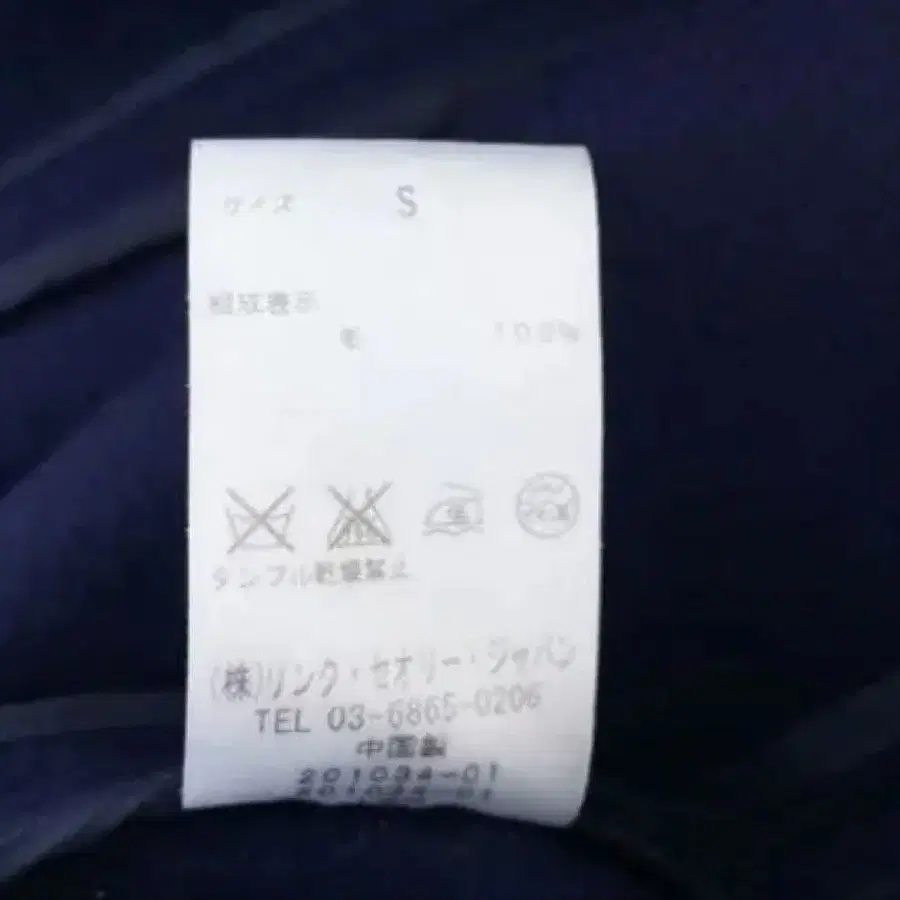 サイズ S
組成表示
毛 100%
タンブル乾燥禁止
(株)リンク・セオリー・ジャパン
TEL 03-6865-0206
中国製
201034-01